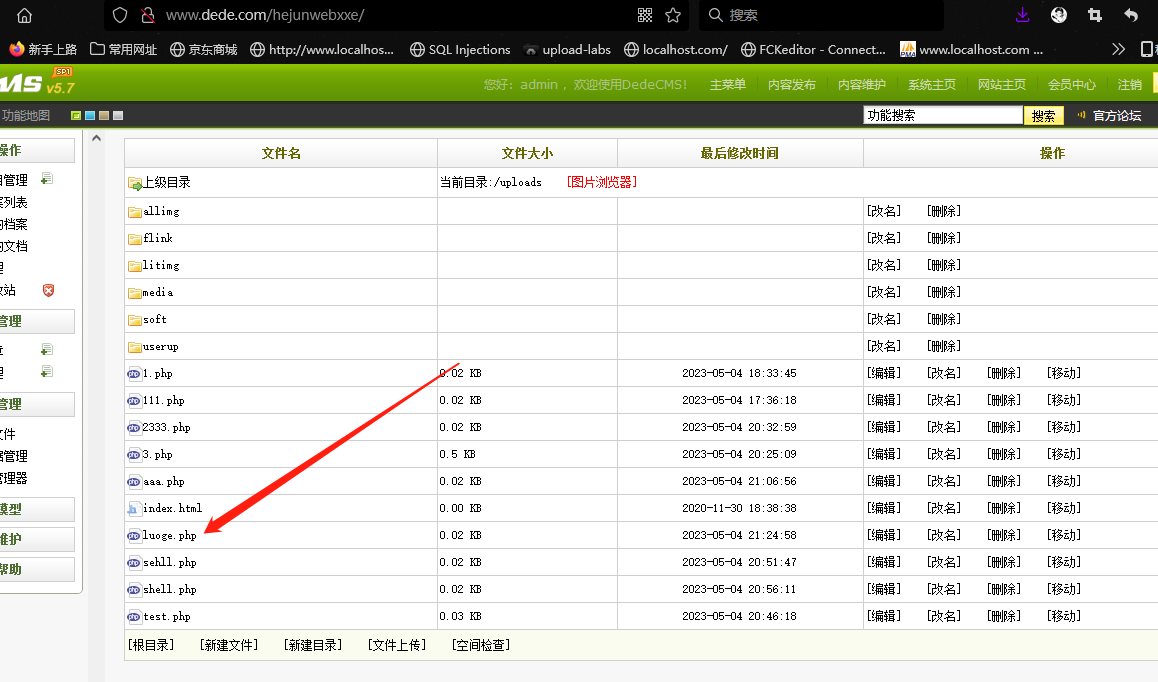 www.dede.com/hejunwebxxe/ 搜索
新手上路 常用网址 京东商城 http://www.localhos... SQL Injections upload-labs localhost.com/ FCKeditor - Connect... www.localhost.com ...
MS SP1 v5.7 您好：admin ，欢迎使用DedeCMS！ 主菜单 内容发布 内容维护 系统主页 网站主页 会员中心 注销
功能地图 功能搜索 搜索 官方论坛
操作
管理
列表
档案
文档
站
管理
管理
文件
管理
管理器
模型
维护
帮助
文件名 文件大小 最后修改时间 操作
上级目录 当前目录:/uploads [图片浏览器]
allimg [改名] [删除]
flink [改名] [删除]
litimg [改名] [删除]
media [改名] [删除]
soft [改名] [删除]
userup [改名] [删除]
1.php 0.02 KB 2023-05-04 18:33:45 [编辑] [改名] [删除] [移动]
111.php 0.02 KB 2023-05-04 17:36:18 [编辑] [改名] [删除] [移动]
2333.php 0.02 KB 2023-05-04 20:32:59 [编辑] [改名] [删除] [移动]
3.php 0.5 KB 2023-05-04 20:25:09 [编辑] [改名] [删除] [移动]
aaa.php 0.02 KB 2023-05-04 21:06:56 [编辑] [改名] [删除] [移动]
index.html 0.00 KB 2020-11-30 18:38:38 [编辑] [改名] [删除] [移动]
luoge.php 0.02 KB 2023-05-04 21:24:58 [编辑] [改名] [删除] [移动]
sehll.php 0.02 KB 2023-05-04 20:51:47 [编辑] [改名] [删除] [移动]
shell.php 0.02 KB 2023-05-04 20:56:11 [编辑] [改名] [删除] [移动]
test.php 0.03 KB 2023-05-04 20:46:18 [编辑] [改名] [删除] [移动]
[根目录] [新建文件] [新建目录] [文件上传] [空间检查]